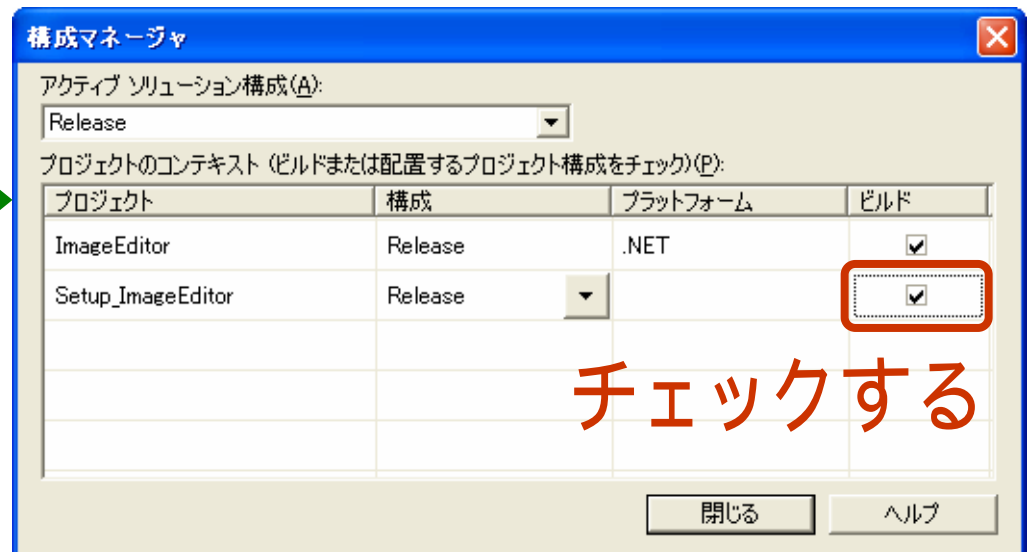 構成マネージャ
アクティブ ソリューション構成(A):
Release
プロジェクトのコンテキスト (ビルドまたは配置するプロジェクト構成をチェック)(P):
プロジェクト 構成 プラットフォーム ビルド
ImageEditor Release .NET
Setup_ImageEditor Release
チェックする
閉じる ヘルプ